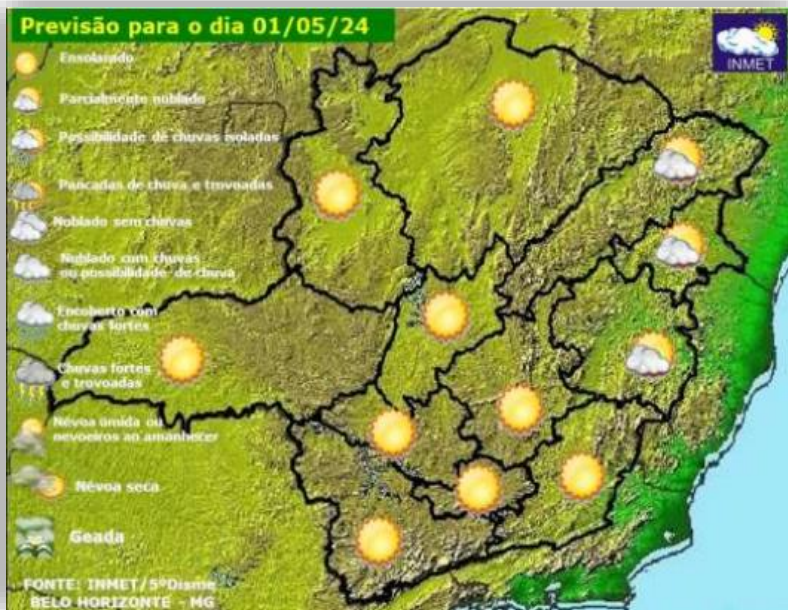 Previsão para o dia 01/05/24
INMET
Ensolarado
Parcialmente nublado
Possibilidade de chuvas isoladas
Pancadas de chuva e trovoadas
Noblado sem chuvas
Nublado com chuvas
ou possibilidade de chuva
Encoberto com
chuvas fortes
Chuvas fortes
e trovoadas
Névoa úmida ou
nevoeiros ao amanhecer
Névoa seca
Geada
FONTE: INMET/5ºDisme
BELO HORIZONTE - MG